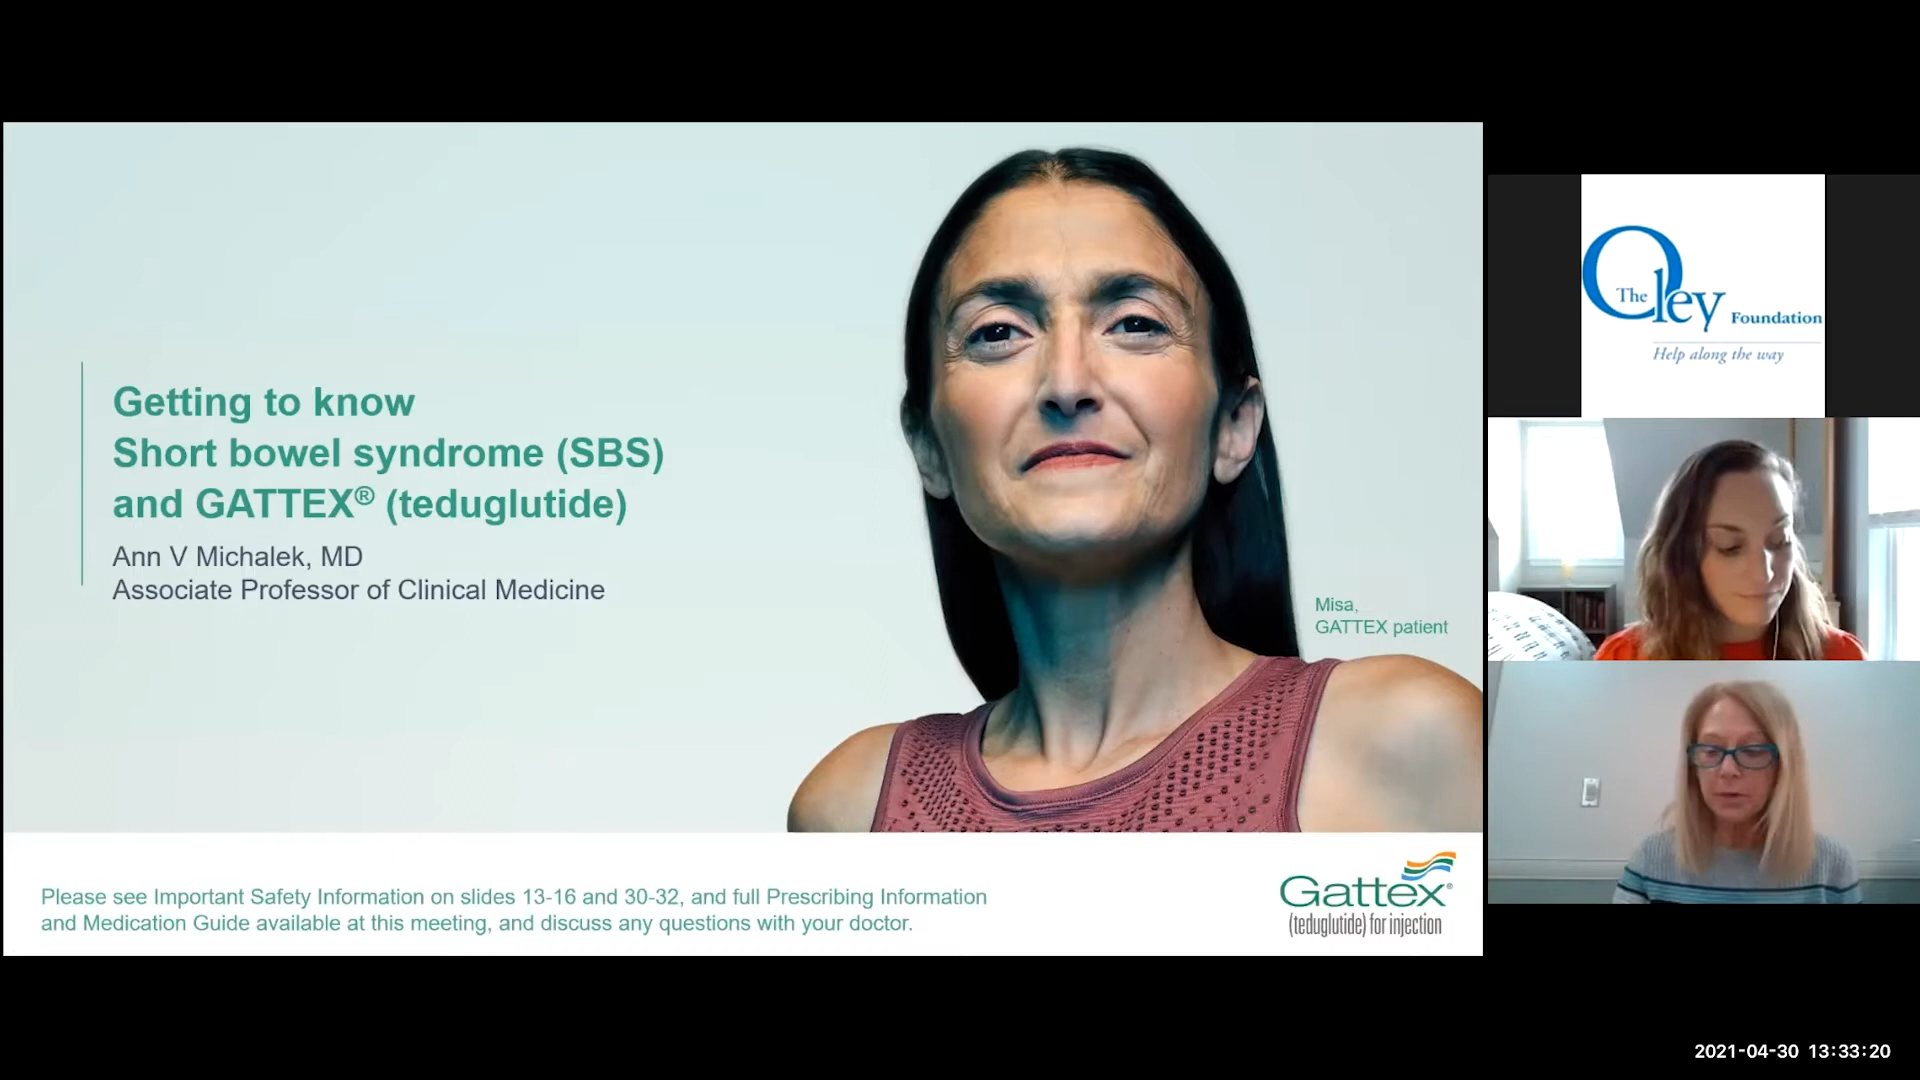 Getting to know
Short bowel syndrome (SBS)
and GATTEX® (teduglutide)
Ann V Michalek, MD
Associate Professor of Clinical Medicine
Misa,
GATTEX patient
Please see Important Safety Information on slides 13-16 and 30-32, and full Prescribing Information
and Medication Guide available at this meeting, and discuss any questions with your doctor.
Gattex®
(teduglutide) for injection
The Oley Foundation
Help along the way
2021-04-30 13:33:20